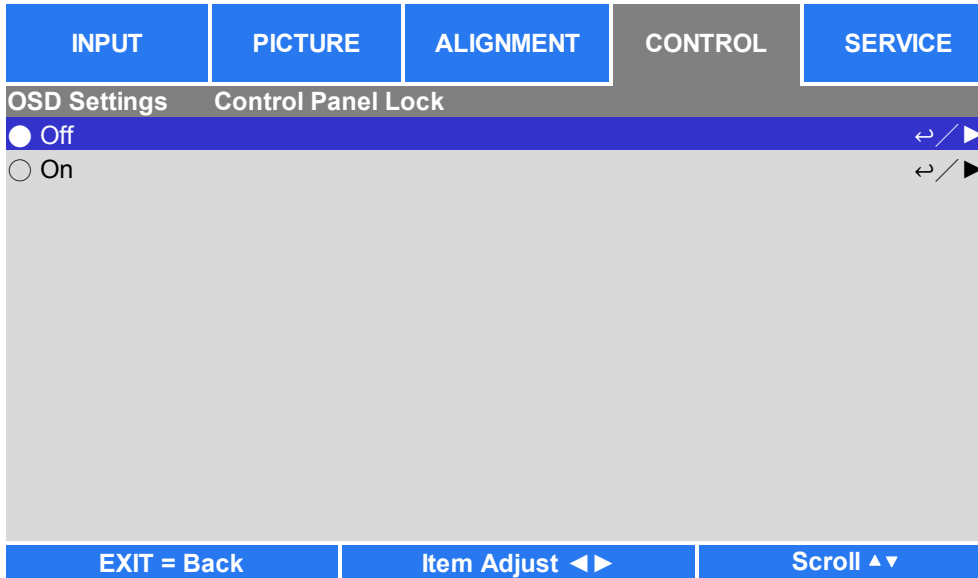 INPUT PICTURE ALIGNMENT CONTROL SERVICE
OSD Settings Control Panel Lock
Off ↩/▶
On ↩/▶
EXIT = Back Item Adjust ◀▶ Scroll ▲▼